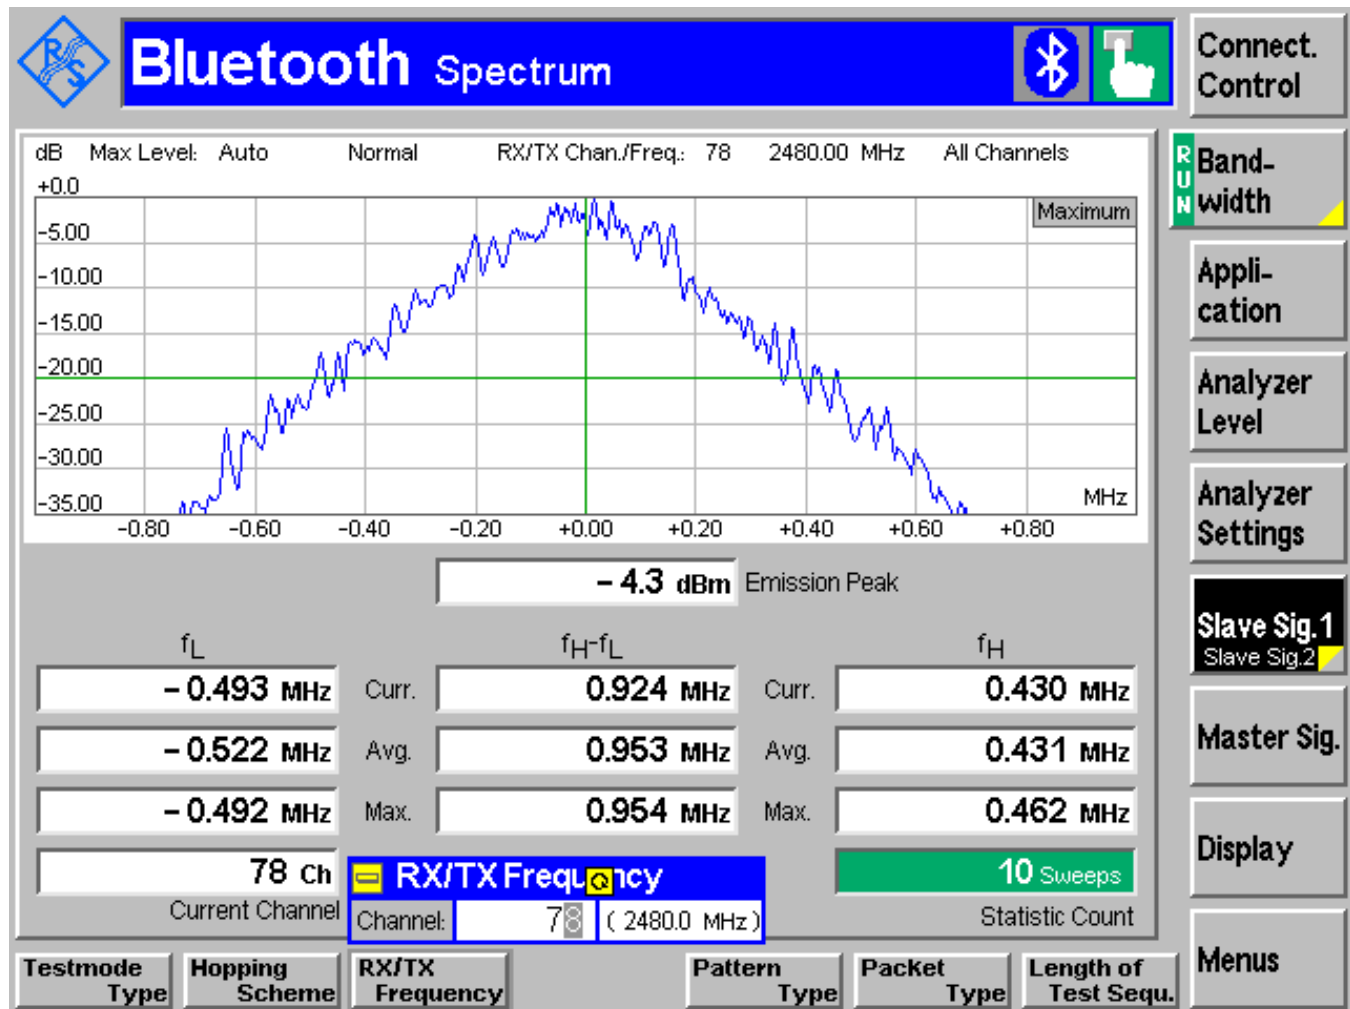 R S Bluetooth Spectrum
Connect.
Control
dB Max Level: Auto Normal RX/TX Chan./Freq.: 78 2480.00 MHz All Channels
+0.0
Maximum
-5.00
-10.00
-15.00
-20.00
-25.00
-30.00
-35.00
MHz
-0.80 -0.60 -0.40 -0.20 +0.00 +0.20 +0.40 +0.60 +0.80
RUN
Band-
width
Appli-
cation
Analyzer
Level
Analyzer
Settings
Slave Sig.1
Slave Sig.2
Master Sig.
Display
Menus
- 4.3 dBm Emission Peak
fL fH-fL fH
- 0.493 MHz Curr. 0.924 MHz Curr. 0.430 MHz
- 0.522 MHz Avg. 0.953 MHz Avg. 0.431 MHz
- 0.492 MHz Max. 0.954 MHz Max. 0.462 MHz
78 Ch
Current Channel
RX/TX Frequency
Channel: 78 ( 2480.0 MHz )
10 Sweeps
Statistic Count
Testmode
Type
Hopping
Scheme
RX/TX
Frequency
Pattern
Type
Packet
Type
Length of
Test Sequ.